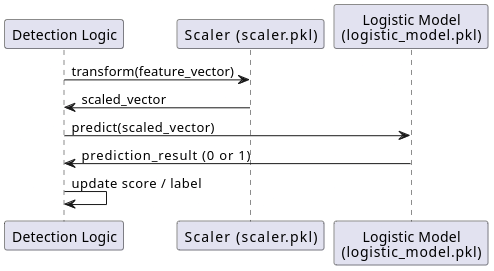 Detection Logic
Scaler (scaler.pkl)
Logistic Model
(logistic_model.pkl)
transform(feature_vector)
scaled_vector
predict(scaled_vector)
prediction_result (0 or 1)
update score / label
Detection Logic
Scaler (scaler.pkl)
Logistic Model
(logistic_model.pkl)